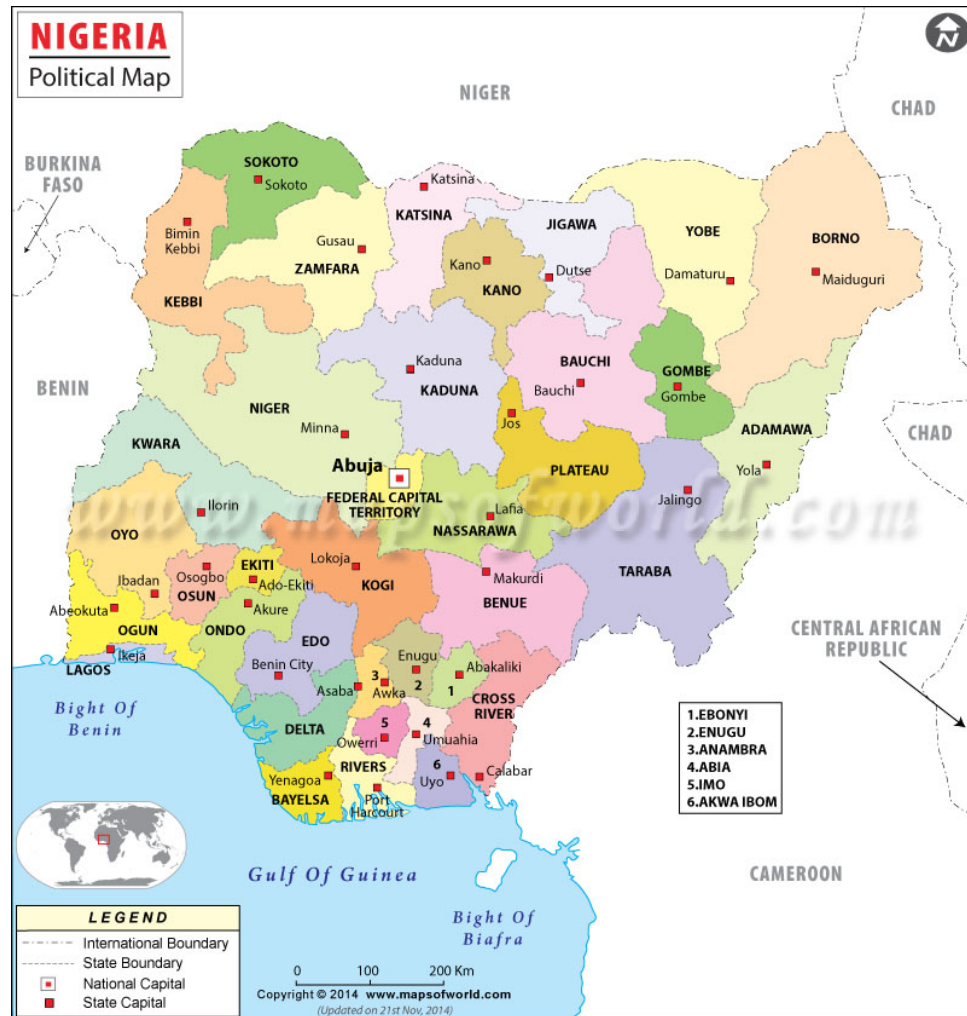 NIGERIA
Political Map
N
NIGER
CHAD
BURKINA
FASO
SOKOTO
Sokoto
Katsina
KATSINA
JIGAWA
YOBE
BORNO
Bimin
Kebbi
Gusau
ZAMFARA
Kano
KANO
Dutse
Damaturu
Maiduguri
KEBBI
BENIN
Kaduna
KADUNA
BAUCHI
Bauchi
GOMBE
Gombe
NIGER
Minna
Jos
ADAMAWA
CHAD
KWARA
Abuja
FEDERAL CAPITAL
TERRITORY
PLATEAU
Yola
Jalingo
www.mapsofworld.com
Ilorin
Lafia
NASSARAWA
OYO
Lokoja
KOGI
Makurdi
BENUE
TARABA
EKITI
Ado-Ekiti
Osogbo
OSUN
Ibadan
Abeokuta
OGUN
Akure
ONDO
EDO
CENTRAL AFRICAN
REPUBLIC
Ikeja
LAGOS
Benin City
Enugu
2
Abakaliki
1
3
Awka
Asaba
CROSS
RIVER
Bight Of
Benin
DELTA
5
Owerri
4
Umuahia
1.EBONYI
2.ENUGU
3.ANAMBRA
4.ABIA
5.IMO
6.AKWA IBOM
RIVERS
6
Uyo
Calabar
Yenagoa
BAYELSA
Port
Harcourt
Gulf Of Guinea
CAMEROON
Bight Of
Biafra
LEGEND
International Boundary
State Boundary
National Capital
State Capital
0 100 200 Km
Copyright © 2014 www.mapsofworld.com
(Updated on 21st Nov, 2014)